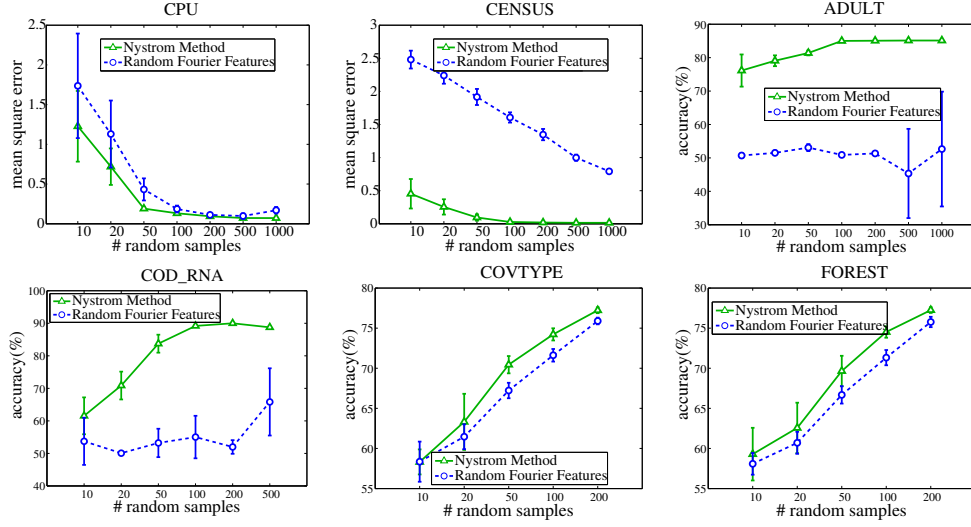 CPU
2.5
2
1.5
1
0.5
0
mean square error
Nystrom Method
Random Fourier Features
10 20 50 100 200 500 1000
# random samples
CENSUS
3
2.5
2
1.5
1
0.5
0
mean square error
Nystrom Method
Random Fourier Features
10 20 50 100 200 500 1000
# random samples
ADULT
90
80
70
60
50
40
30
accuracy(%)
Nystrom Method
Random Fourier Features
10 20 50 100 200 500 1000
# random samples
COD_RNA
100
90
80
70
60
50
40
accuracy(%)
Nystrom Method
Random Fourier Features
10 20 50 100 200 500
# random samples
COVTYPE
80
75
70
65
60
55
accuracy(%)
Nystrom Method
Random Fourier Features
10 20 50 100 200
# random samples
FOREST
80
75
70
65
60
55
accuracy(%)
Nystrom Method
Random Fourier Features
10 20 50 100 200
# random samples